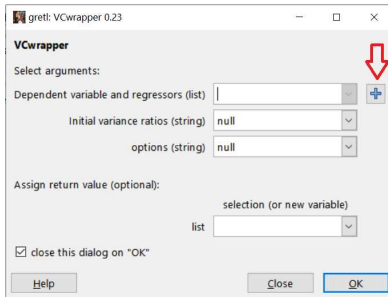 gretl: VCwrapper 0.23
VCwrapper
Select arguments:
Dependent variable and regressors (list)
Initial variance ratios (string) null
options (string) null
Assign return value (optional):
selection (or new variable)
list
close this dialog on "OK"
Help Close OK